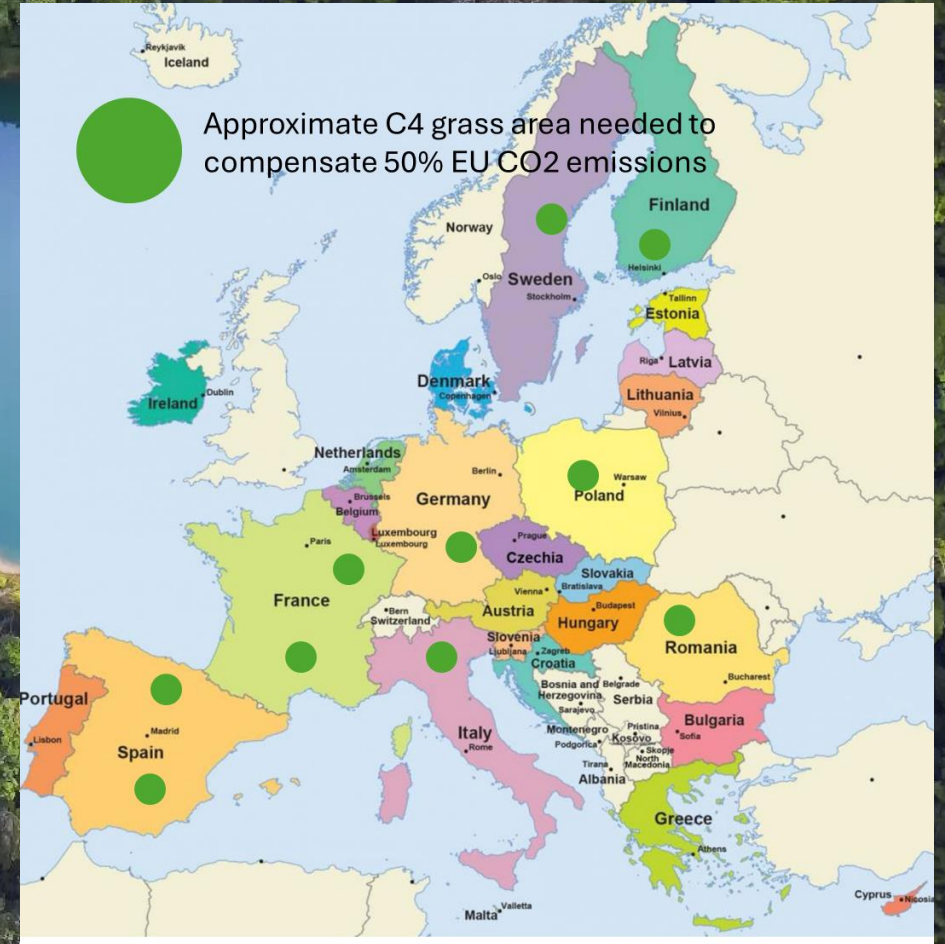 Reykjavik
Iceland
Approximate C4 grass area needed to
compensate 50% EU CO2 emissions
Finland
Norway
Helsinki
Oslo
Sweden
Stockholm
Tallinn
Estonia
Riga
Latvia
Denmark
Copenhagen
Lithuania
Vilnius
Dublin
Ireland
Netherlands
Amsterdam
Berlin
Germany
Warsaw
Poland
Brussels
Belgium
Luxembourg
Luxembourg
Paris
Prague
Czechia
Slovakia
Bratislava
Vienna
France
Bern
Switzerland
Austria
Budapest
Hungary
Slovenia
Ljubljana
Zagreb
Croatia
Romania
Bucharest
Bosnia and
Herzegovina
Sarajevo
Belgrade
Serbia
Portugal
Lisbon
Madrid
Spain
Italy
Rome
Montenegro
Podgorica
Pristina
Kosovo
Bulgaria
Sofia
Skopje
North
Macedonia
Tirana
Albania
Greece
Athens
Cyprus
Nicosia
Malta
Valletta